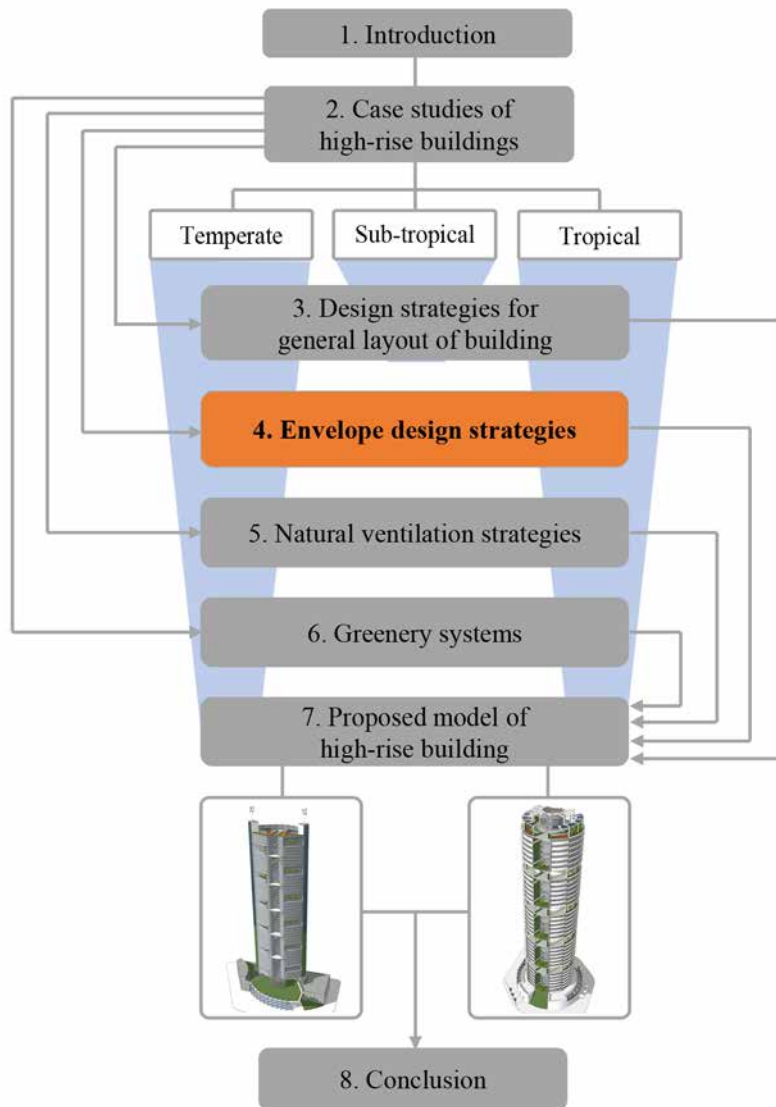 1. Introduction
2. Case studies of
high-rise buildings
Temperate
Sub-tropical
Tropical
3. Design strategies for
general layout of building
4. Envelope design strategies
5. Natural ventilation strategies
6. Greenery systems
7. Proposed model of
high-rise building
8. Conclusion